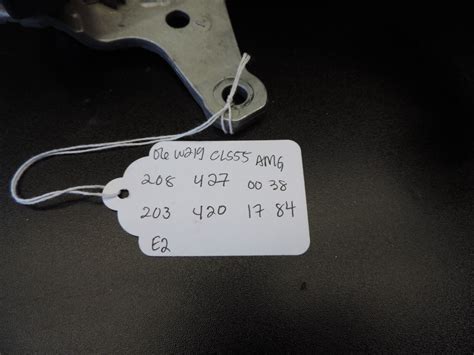 06 W219 CLS55 AMG
208 427 00 38
203 420 17 84
E2